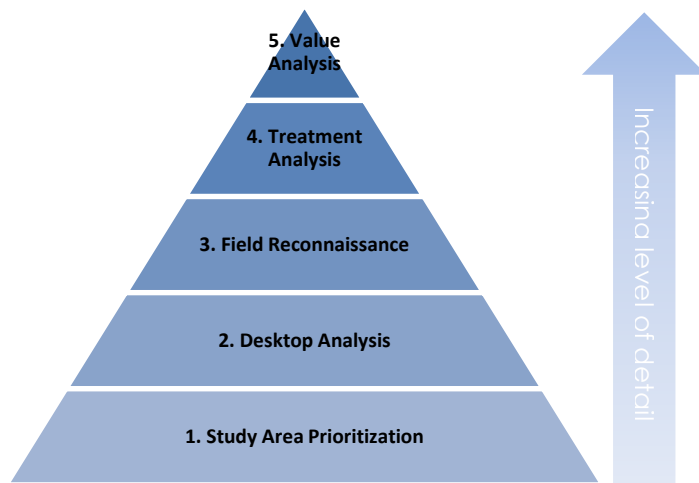 5. Value
Analysis
4. Treatment
Analysis
3. Field Reconnaissance
2. Desktop Analysis
1. Study Area Prioritization
Increasing level of detail